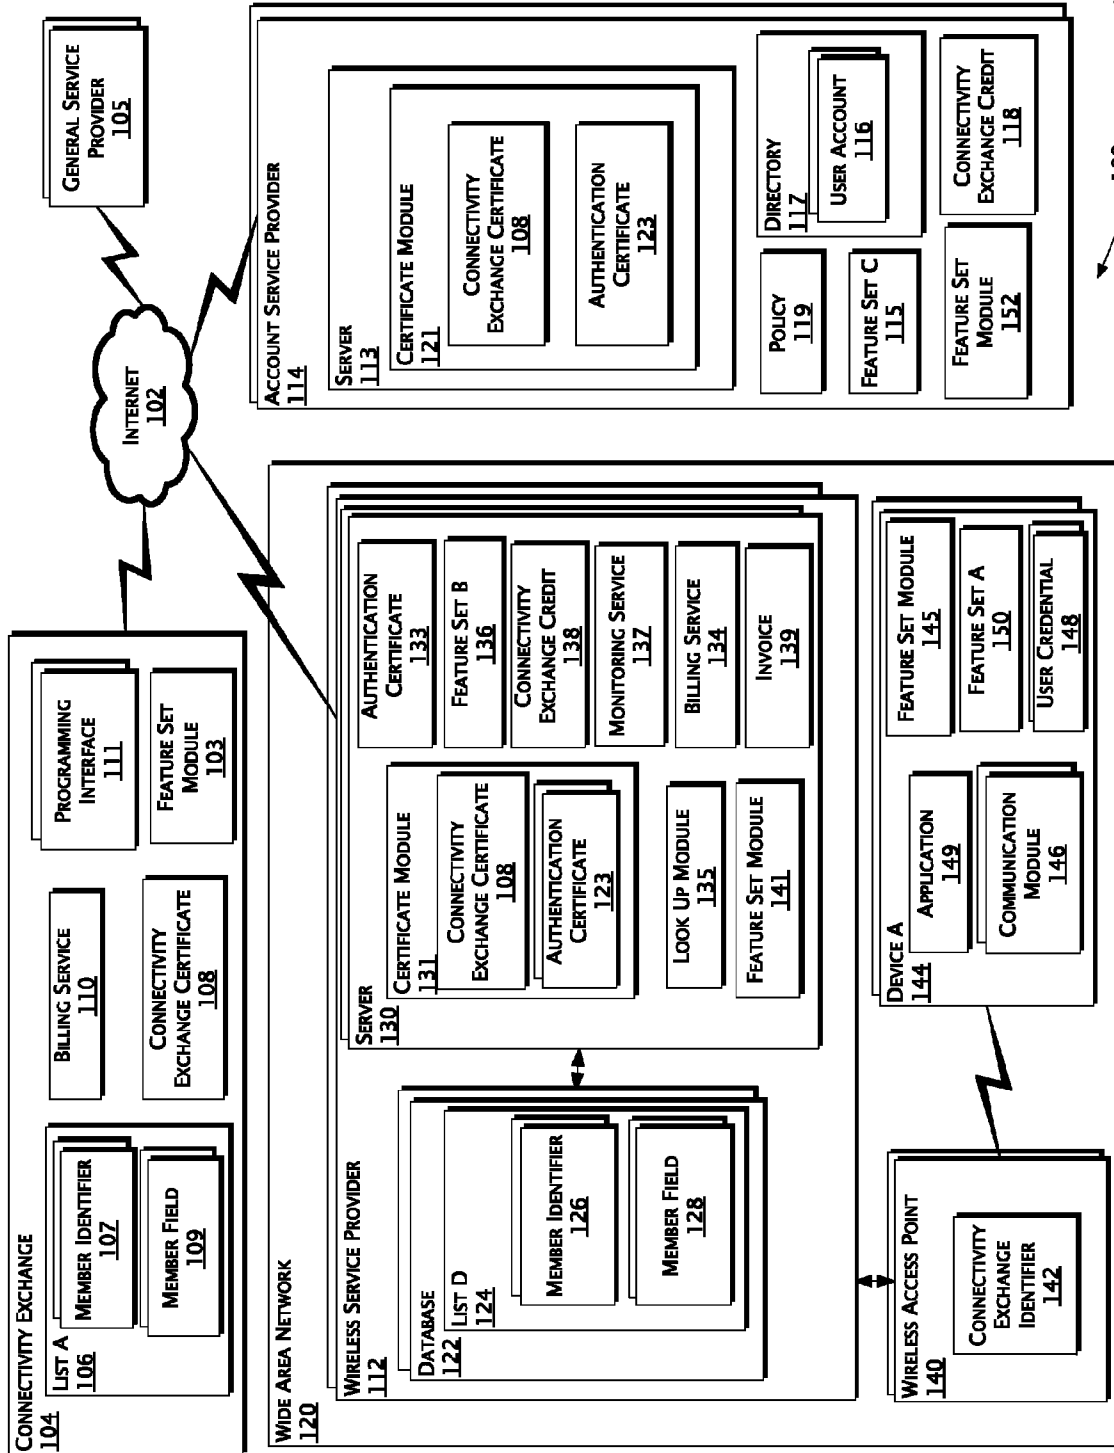 CONNECTIVITY EXCHANGE
104
LIST A
106
MEMBER IDENTIFIER
107
MEMBER FIELD
109
BILLING SERVICE
110
CONNECTIVITY
EXCHANGE CERTIFICATE
108
PROGRAMMING
INTERFACE
111
FEATURE SET
MODULE
103
INTERNET
102
GENERAL SERVICE
PROVIDER
105
WIDE AREA NETWORK
120
WIRELESS SERVICE PROVIDER
112
DATABASE
122
LIST D
124
MEMBER IDENTIFIER
126
MEMBER FIELD
128
SERVER
130
CERTIFICATE MODULE
131
CONNECTIVITY
EXCHANGE CERTIFICATE
108
AUTHENTICATION
CERTIFICATE
123
LOOK UP MODULE
135
FEATURE SET MODULE
141
AUTHENTICATION
CERTIFICATE
133
FEATURE SET B
136
CONNECTIVITY
EXCHANGE CREDIT
138
MONITORING SERVICE
137
BILLING SERVICE
134
INVOICE
139
WIRELESS ACCESS POINT
140
CONNECTIVITY
EXCHANGE
IDENTIFIER
142
DEVICE A
144
APPLICATION
149
COMMUNICATION
MODULE
146
FEATURE SET MODULE
145
FEATURE SET A
150
USER CREDENTIAL
148
ACCOUNT SERVICE PROVIDER
114
SERVER
113
CERTIFICATE MODULE
121
CONNECTIVITY
EXCHANGE CERTIFICATE
108
AUTHENTICATION
CERTIFICATE
123
POLICY
119
FEATURE SET C
115
FEATURE SET
MODULE
152
DIRECTORY
117
USER ACCOUNT
116
CONNECTIVITY
EXCHANGE CREDIT
118